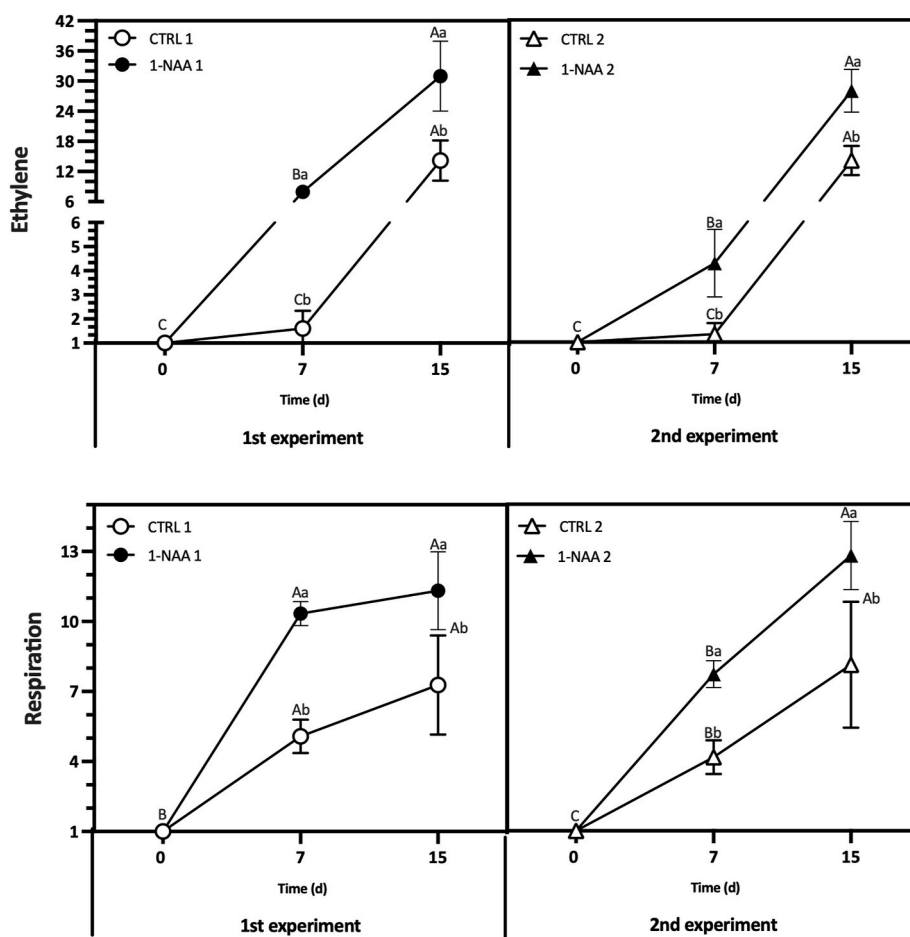 Ethylene
42
36
30
24
18
12
6
6
5
4
3
2
1
CTRL 1
1-NAA 1
C
Ba
Cb
Aa
Ab
0 7 15
Time (d)
1st experiment
CTRL 2
1-NAA 2
C
Ba
Cb
Aa
Ab
0 7 15
Time (d)
2nd experiment
Respiration
13
10
7
4
1
CTRL 1
1-NAA 1
B
Aa
Ab
Aa
Ab
0 7 15
Time (d)
1st experiment
CTRL 2
1-NAA 2
C
Ba
Bb
Aa
Ab
0 7 15
Time (d)
2nd experiment